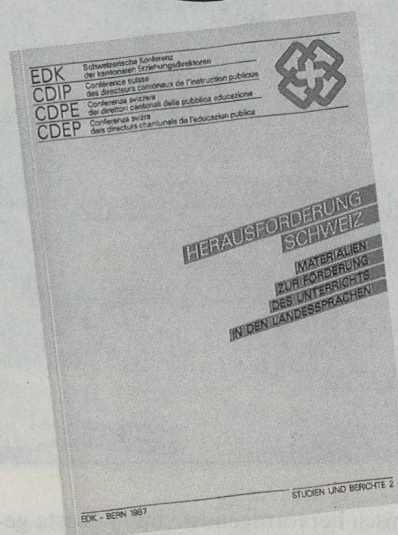 EDK Schweizerische Konferenz
der kantonalen Erziehungsdirektoren
CDIP Conférence suisse
des directeurs cantonaux de l'instruction publique
CDPE Conferenza svizzera
dei direttori cantonali della pubblica educazione
CDEP Conferenza svizra
dals directurs chantunals da l'educaziun publica
HERAUSFORDERUNG
SCHWEIZ
MATERIALIEN
ZUR FÖRDERUNG
DES UNTERRICHTS
IN DEN LANDESSPRACHEN
EDK – BERN 1987
STUDIEN UND BERICHTE 2